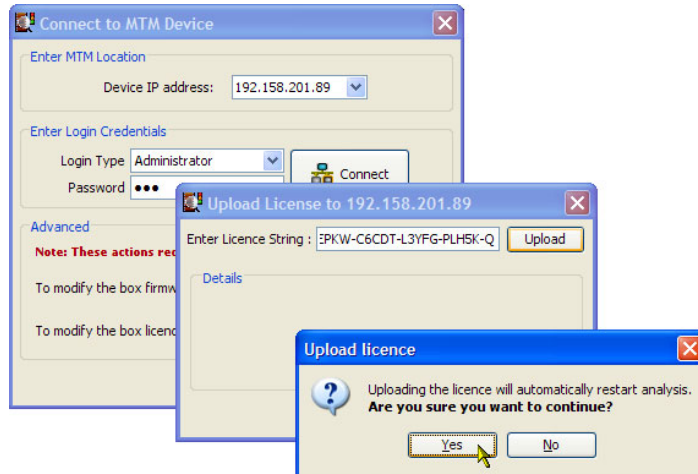 Connect to MTM Device
Enter MTM Location
Device IP address: 192.158.201.89
Enter Login Credentials
Login Type Administrator
Password ●●●
Connect
Advanced
Note: These actions
To modify the box
To modify the box
Upload License to 192.158.201.89
Enter Licence String : EPKW-C6CDT-L3YFG-PLH5K-Q Upload
Details
Upload licence
Uploading the licence will automatically restart analysis.
Are you sure you want to continue?
Yes No